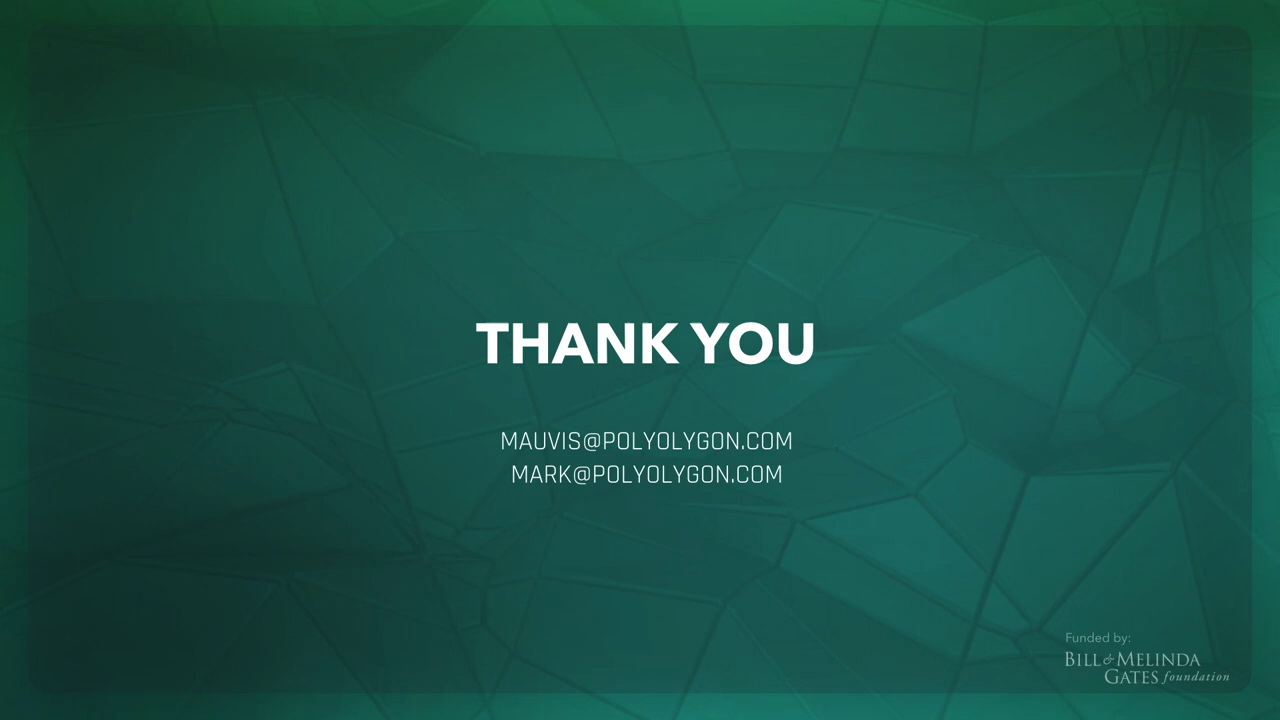 THANK YOU
MAUVIS@POLYOLYGON.COM
MARK@POLYOLYGON.COM
Funded by:
BILL & MELINDA
GATES foundation